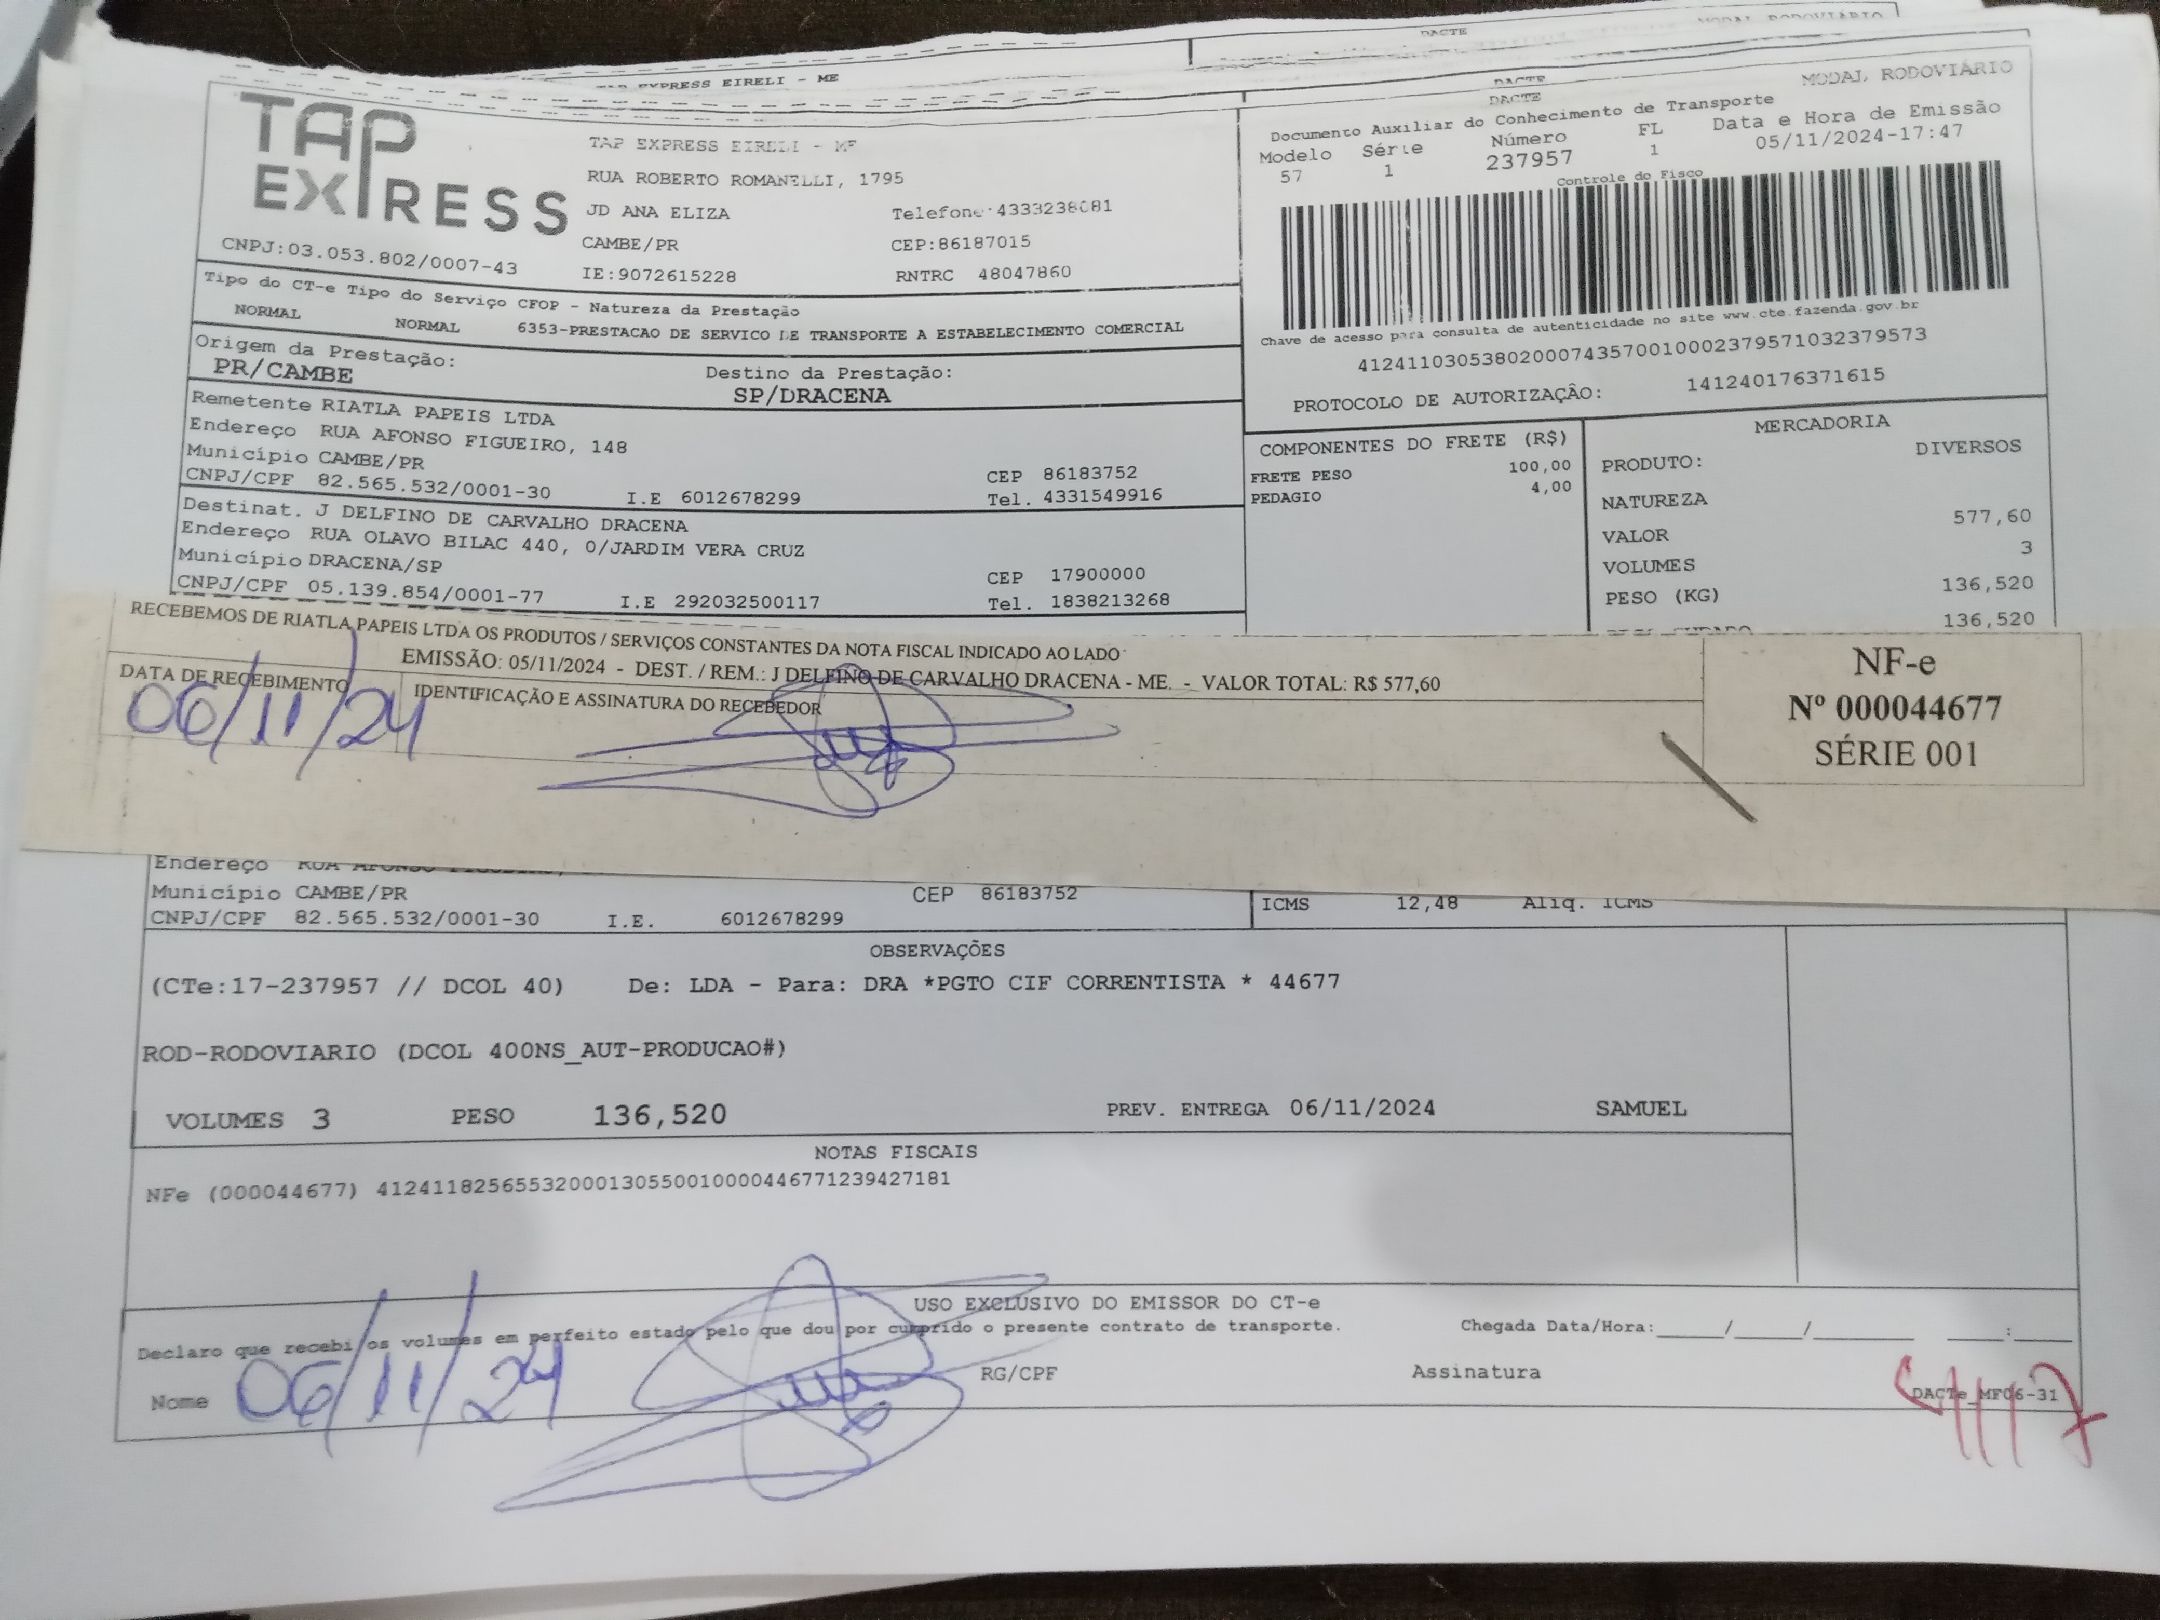 DACTE
MODAL RODOVIÁRIO
EXPRESS EIRELI - ME
DACTE
DACTE
MODAL RODOVIÁRIO
TAP EXPRESS
TAP EXPRESS EIRELI - ME
RUA ROBERTO ROMANELLI, 1795
JD ANA ELIZA Telefone:4333238081
CAMBE/PR CEP:86187015
CNPJ:03.053.802/0007-43 IE:9072615228 RNTRC 48047860
Documento Auxiliar do Conhecimento de Transporte
Modelo Série Número FL Data e Hora de Emissão
57 1 237957 1 05/11/2024-17:47
Controle do Fisco
Chave de acesso para consulta de autenticidade no site www.cte.fazenda.gov.br
41241103053802000743570010002379571032379573
PROTOCOLO DE AUTORIZAÇÃO: 141240176371615
Tipo do CT-e Tipo do Serviço CFOP - Natureza da Prestação
NORMAL NORMAL 6353-PRESTACAO DE SERVICO DE TRANSPORTE A ESTABELECIMENTO COMERCIAL
Origem da Prestação: Destino da Prestação:
PR/CAMBE SP/DRACENA
Remetente RIATLA PAPEIS LTDA
Endereço RUA AFONSO FIGUEIRO, 148
Município CAMBE/PR CEP 86183752
CNPJ/CPF 82.565.532/0001-30 I.E 6012678299 Tel. 4331549916
Destinat. J DELFINO DE CARVALHO DRACENA
Endereço RUA OLAVO BILAC 440, 0/JARDIM VERA CRUZ
Município DRACENA/SP CEP 17900000
CNPJ/CPF 05.139.854/0001-77 I.E 292032500117 Tel. 1838213268
COMPONENTES DO FRETE (R$)
FRETE PESO 100,00
PEDAGIO 4,00
MERCADORIA
PRODUTO: DIVERSOS
NATUREZA
VALOR 577,60
VOLUMES 3
PESO (KG) 136,520
136,520
RECEBEMOS DE RIATLA PAPEIS LTDA OS PRODUTOS / SERVIÇOS CONSTANTES DA NOTA FISCAL INDICADO AO LADO
EMISSÃO: 05/11/2024 - DEST. / REM.: J DELFINO DE CARVALHO DRACENA - ME. - VALOR TOTAL: R$ 577,60
DATA DE RECEBIMENTO IDENTIFICAÇÃO E ASSINATURA DO RECEBEDOR
06/11/24
NF-e
Nº 000044677
SÉRIE 001
Endereço RUA AFONSO
Município CAMBE/PR CEP 86183752
CNPJ/CPF 82.565.532/0001-30 I.E. 6012678299
ICMS 12,48 Aliq. ICMS
OBSERVAÇÕES
(CTe:17-237957 // DCOL 40) De: LDA - Para: DRA *PGTO CIF CORRENTISTA * 44677
ROD-RODOVIARIO (DCOL 400NS_AUT-PRODUCAO#)
VOLUMES 3 PESO 136,520 PREV. ENTREGA 06/11/2024 SAMUEL
NOTAS FISCAIS
NFe (000044677) 41241182565532000130550010000446771239427181
USO EXCLUSIVO DO EMISSOR DO CT-e
Declaro que recebi os volumes em perfeito estado pelo que dou por cumprido o presente contrato de transporte. Chegada Data/Hora:____/____/______ ____:____
Nome 06/11/24 RG/CPF Assinatura
DACTe_MF06-31